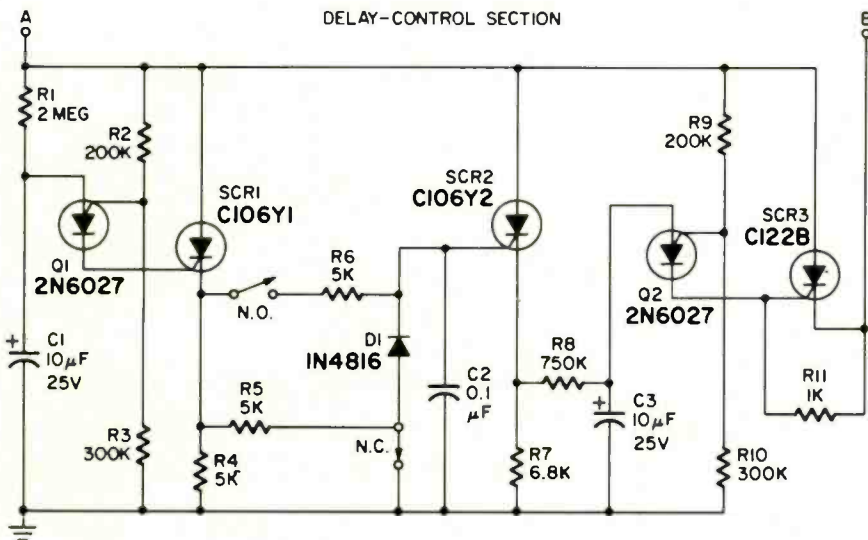 DELAY-CONTROL SECTION
A
B
R1
2 MEG
R2
200K
SCR1
C106Y1
SCR2
C106Y2
R9
200K
SCR3
C122B
Q1
2N6027
R6
5K
N.O.
D1
1N4816
Q2
2N6027
R8
750K
+
C1
10µF
25V
R5
5K
C2
0.1
µF
+
C3
10µF
25V
R11
1K
R3
300K
R4
5K
N.C.
R7
6.8K
R10
300K